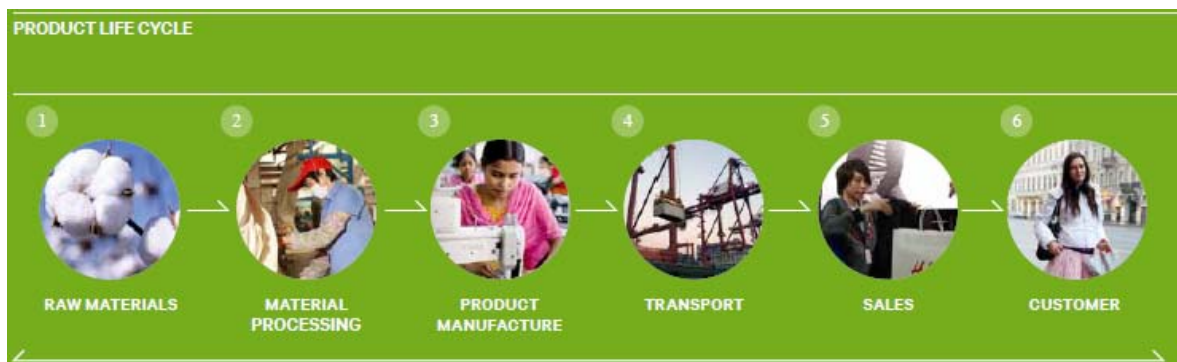 PRODUCT LIFE CYCLE
1
2
3
4
5
6
RAW MATERIALS
MATERIAL
PROCESSING
PRODUCT
MANUFACTURE
TRANSPORT
SALES
CUSTOMER